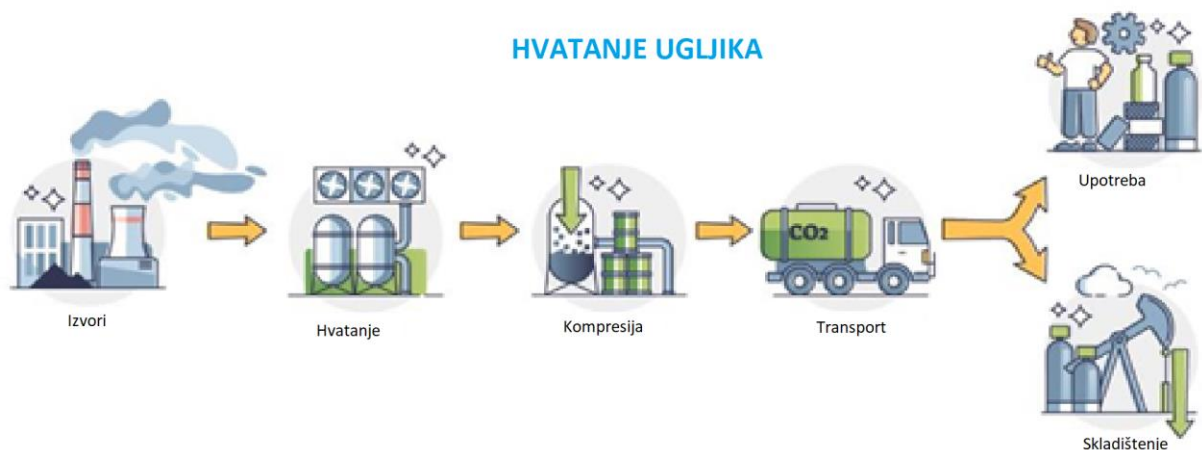 HVATANJE UGLJIKA
Izvori
Hvatanje
Kompresija
CO₂
Transport
Upotreba
Skladištenje